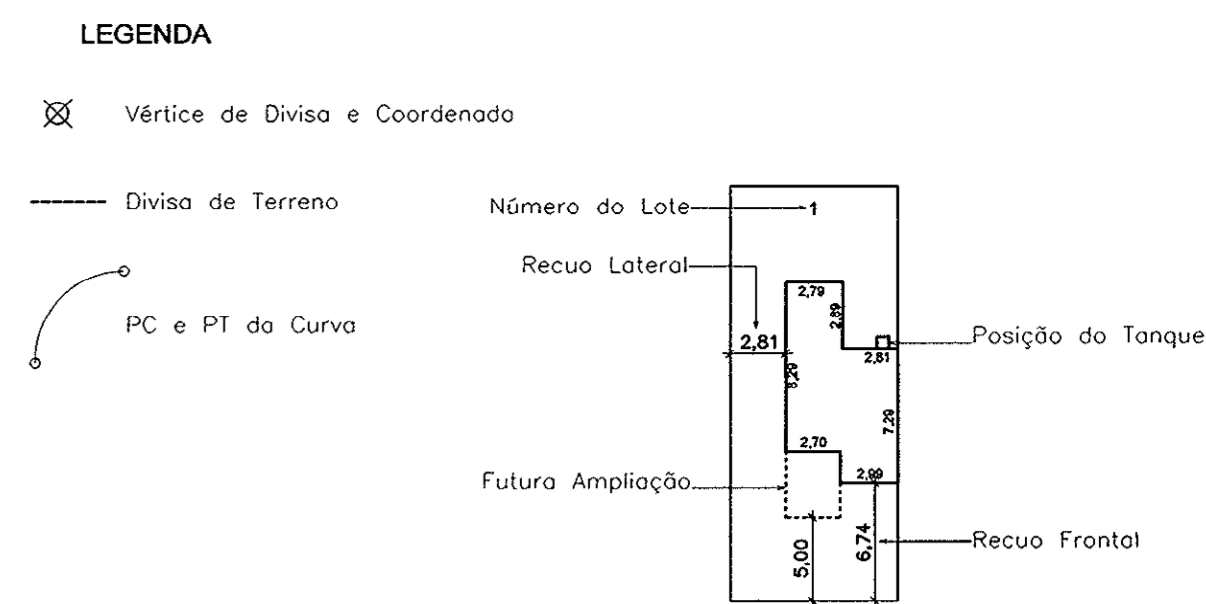 LEGENDA
Vértice de Divisa e Coordenada
Divisa de Terreno
PC e PT da Curva
Número do Lote
1
Recuo Lateral
2,79
2,89
2,81
Posição do Tanque
2,81
8,29
7,29
2,70
2,99
Futura Ampliação
5,00
6,74
Recuo Frontal